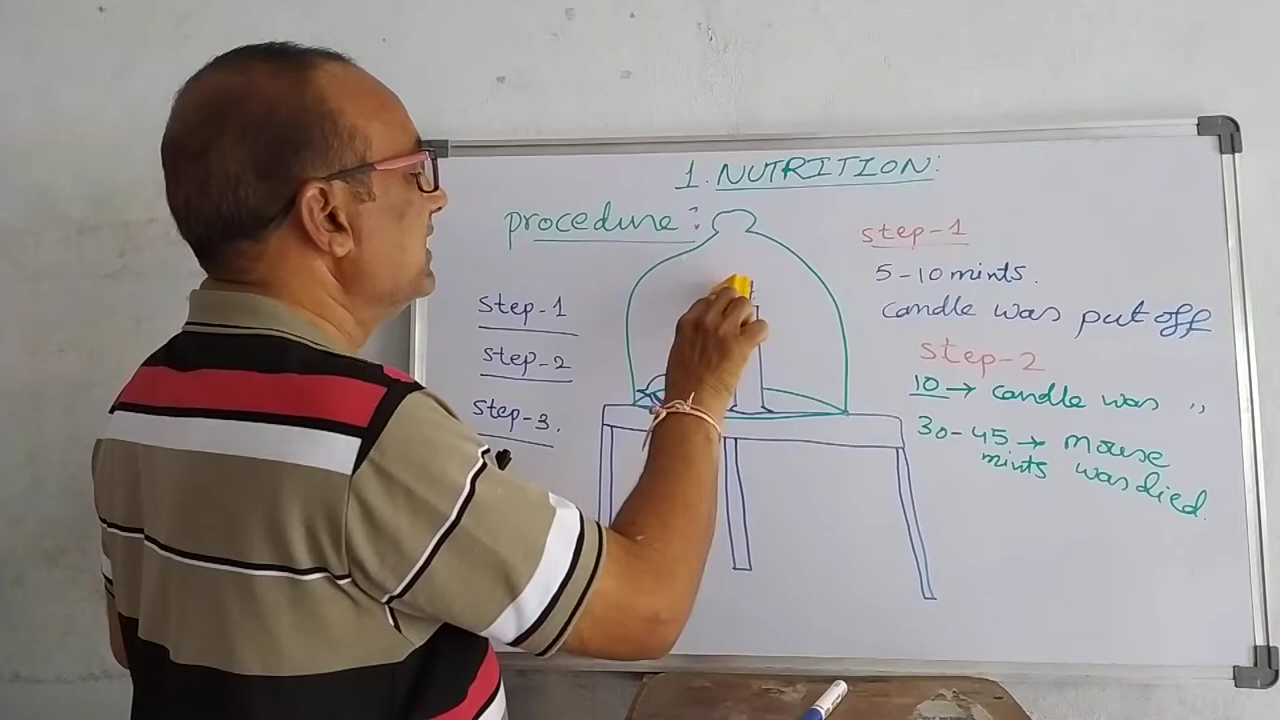 1. NUTRITION:
procedure:
step-1
step-2
step-3.
step-1
5-10 mints.
candle was put off
step-2
10 → candle was ,,
30-45 → mouse
mints was died.